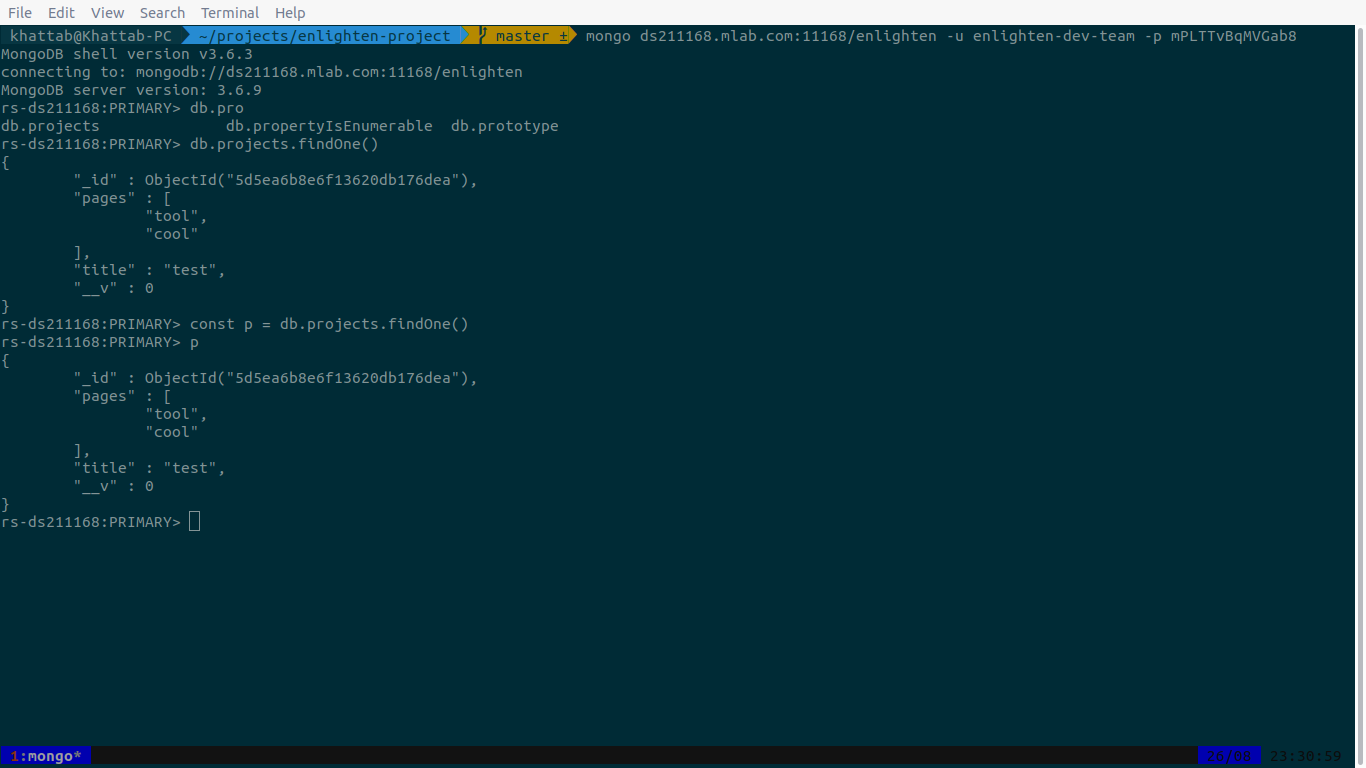 File Edit View Search Terminal Help
khattab@Khattab-PC ~/projects/enlighten-project master ± mongo ds211168.mlab.com:11168/enlighten -u enlighten-dev-team -p mPLTTvBqMVGab8
MongoDB shell version v3.6.3
connecting to: mongodb://ds211168.mlab.com:11168/enlighten
MongoDB server version: 3.6.9
rs-ds211168:PRIMARY> db.pro
db.projects db.propertyIsEnumerable db.prototype
rs-ds211168:PRIMARY> db.projects.findOne()
{
"_id" : ObjectId("5d5ea6b8e6f13620db176dea"),
"pages" : [
"tool",
"cool"
],
"title" : "test",
"__v" : 0
}
rs-ds211168:PRIMARY> const p = db.projects.findOne()
rs-ds211168:PRIMARY> p
{
"_id" : ObjectId("5d5ea6b8e6f13620db176dea"),
"pages" : [
"tool",
"cool"
],
"title" : "test",
"__v" : 0
}
rs-ds211168:PRIMARY>
1:mongo* 23:30:59